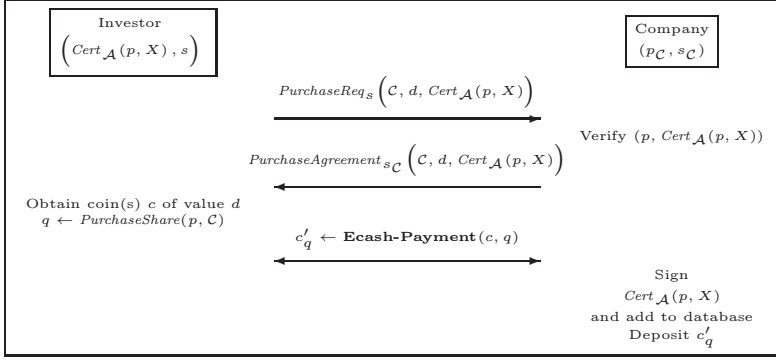 Investor
(Cert_A(p, X), s)
Company
(p_C, s_C)
PurchaseReq_s(C, d, Cert_A(p, X))
Verify (p, Cert_A(p, X))
PurchaseAgreement_{s_C}(C, d, Cert_A(p, X))
Obtain coin(s) c of value d
q ← PurchaseShare(p, C)
c'_q ← Ecash-Payment(c, q)
Sign
Cert_A(p, X)
and add to database
Deposit c'_q